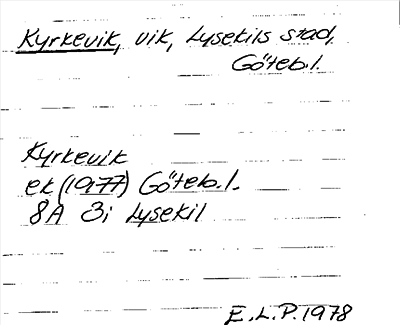 Kyrkevik, vik, Lysekils stad,
Göteb.l.
Kyrkevik
ek (1977) Göteb.l.
8A 3i Lysekil
E.L.P. 1978